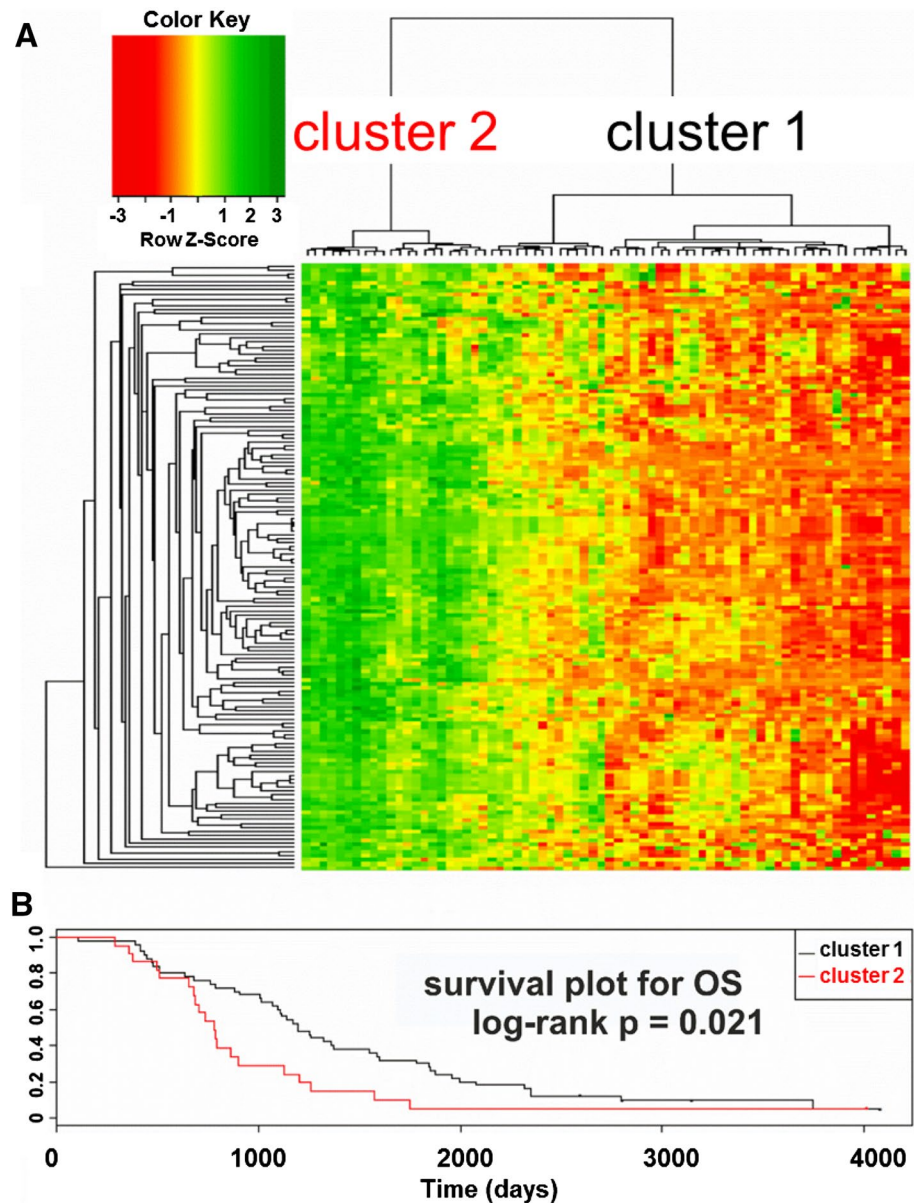 A
Color Key
-3 -1 1 2 3
Row Z-Score
cluster 2 cluster 1
B
1.0
0.8
0.6
0.4
0.2
0
cluster 1
cluster 2
survival plot for OS
log-rank p = 0.021
0 1000 2000 3000 4000
Time (days)